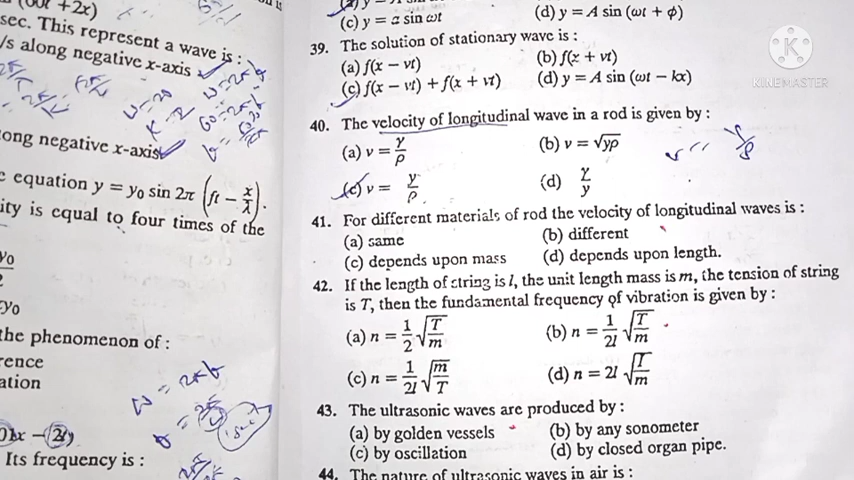 (60t + 2x)
sec. This represent a wave is :
/s along negative x-axis
ong negative x-axis
e equation y = y₀ sin 2π (ft − x/λ).
ity is equal to four times of the
y₀
the phenomenon of :
rence
ation
Its frequency is :
(c) y = a sin ωt (d) y = A sin (ωt + ϕ)
39. The solution of stationary wave is :
(a) f(x − vt) (b) f(x + vt)
(c) f(x − vt) + f(x + vt) (d) y = A sin (ωt − kx)
40. The velocity of longitudinal wave in a rod is given by :
(a) v = y/ρ (b) v = √yρ
(c) v = y/ρ (d) Y/y
41. For different materials of rod the velocity of longitudinal waves is :
(a) same (b) different
(c) depends upon mass (d) depends upon length.
42. If the length of string is l, the unit length mass is m, the tension of string
is T, then the fundamental frequency of vibration is given by :
(a) n = 1/2 √T/m (b) n = 1/2l √T/m
(c) n = 1/2l √m/T (d) n = 2l √T/m
43. The ultrasonic waves are produced by :
(a) by golden vessels (b) by any sonometer
(c) by oscillation (d) by closed organ pipe.
44. The nature of ultrasonic waves in air is :
K
KINEMASTER